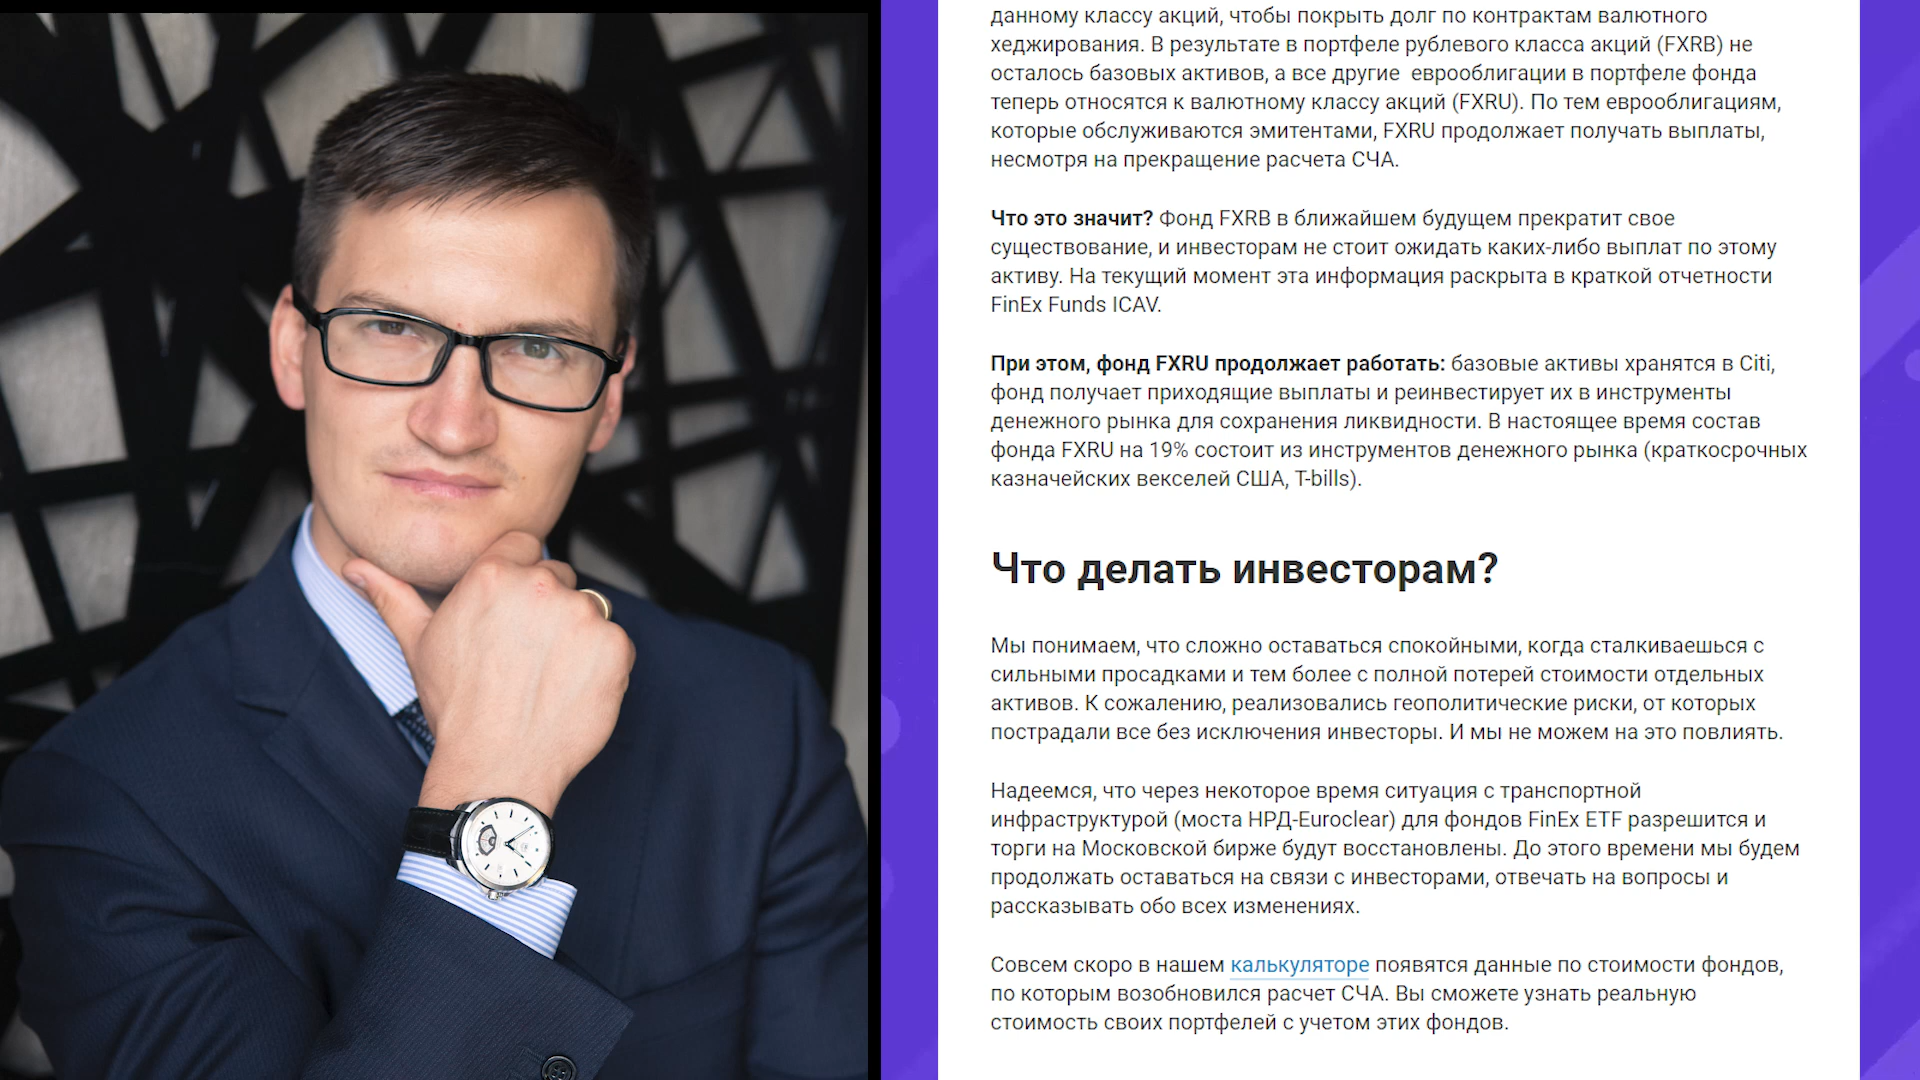 данному классу акций, чтобы покрыть долг по контрактам валютного
хеджирования. В результате в портфеле рублевого класса акций (FXRB) не
осталось базовых активов, а все другие  еврооблигации в портфеле фонда
теперь относятся к валютному классу акций (FXRU). По тем еврооблигациям,
которые обслуживаются эмитентами, FXRU продолжает получать выплаты,
несмотря на прекращение расчета СЧА.
Что это значит? Фонд FXRB в ближайшем будущем прекратит свое
существование, и инвесторам не стоит ожидать каких-либо выплат по этому
активу. На текущий момент эта информация раскрыта в краткой отчетности
FinEx Funds ICAV.
При этом, фонд FXRU продолжает работать: базовые активы хранятся в Citi,
фонд получает приходящие выплаты и реинвестирует их в инструменты
денежного рынка для сохранения ликвидности. В настоящее время состав
фонда FXRU на 19% состоит из инструментов денежного рынка (краткосрочных
казначейских векселей США, T-bills).
Что делать инвесторам?
Мы понимаем, что сложно оставаться спокойными, когда сталкиваешься с
сильными просадками и тем более с полной потерей стоимости отдельных
активов. К сожалению, реализовались геополитические риски, от которых
пострадали все без исключения инвесторы. И мы не можем на это повлиять.
Надеемся, что через некоторое время ситуация с транспортной
инфраструктурой (моста НРД-Euroclear) для фондов FinEx ETF разрешится и
торги на Московской бирже будут восстановлены. До этого времени мы будем
продолжать оставаться на связи с инвесторами, отвечать на вопросы и
рассказывать обо всех изменениях.
Совсем скоро в нашем калькуляторе появятся данные по стоимости фондов,
по которым возобновился расчет СЧА. Вы сможете узнать реальную
стоимость своих портфелей с учетом этих фондов.